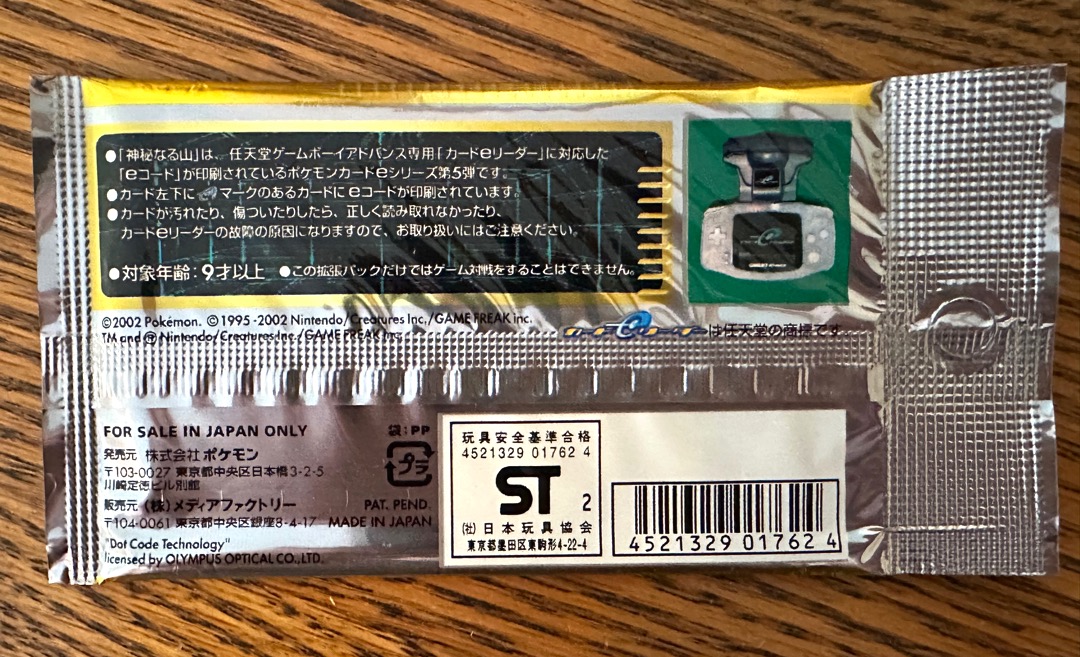 ●「神秘なる山」は、任天堂ゲームボーイアドバンス専用「カードeリーダー」に対応した
「eコード」が印刷されているポケモンカードeシリーズ第5弾です。
●カード左下に マークのあるカードにeコードが印刷されています。
●カードが汚れたり、傷ついたりしたら、正しく読み取れなかったり、
カードeリーダーの故障の原因になりますので、お取り扱いにはご注意ください。
●対象年齢：9才以上 ●この拡張パックだけではゲーム対戦をすることはできません。
©2002 Pokémon. ©1995-2002 Nintendo/Creatures Inc./GAME FREAK inc.
TM and ® Nintendo/Creatures Inc./GAME FREAK inc.
カードeリーダーは任天堂の商標です。
FOR SALE IN JAPAN ONLY
発売元 株式会社ポケモン
〒103-0027 東京都中央区日本橋3-2-5
川崎定徳ビル別館
販売元 (株)メディアファクトリー
〒104-0061 東京都中央区銀座8-4-17
"Dot Code Technology"
licensed by OLYMPUS OPTICAL CO.,LTD.
袋:PP
プラ
PAT. PEND.
MADE IN JAPAN
玩具安全基準合格
4521329 01762 4
ST 2
(社)日本玩具協会
東京都墨田区東駒形4-22-4
4521329 01762 4